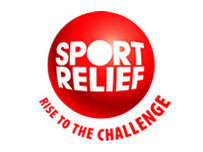 SPORT
RELIEF
RISE TO THE CHALLENGE